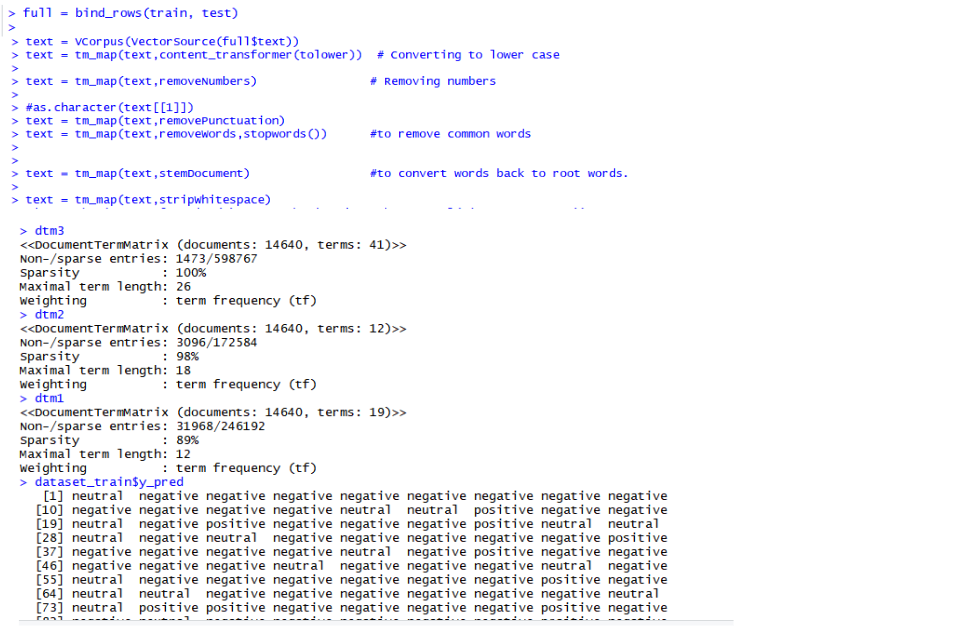 > full = bind_rows(train, test)
>
> text = VCorpus(VectorSource(full$text))
> text = tm_map(text,content_transformer(tolower))  # Converting to lower case
>
> text = tm_map(text,removeNumbers)                 # Removing numbers
>
> #as.character(text[[1]])
> text = tm_map(text,removePunctuation)
> text = tm_map(text,removeWords,stopwords())      #to remove common words
>
>
> text = tm_map(text,stemDocument)                  #to convert words back to root words.
>
> text = tm_map(text,stripWhitespace)
> dtm3
<<DocumentTermMatrix (documents: 14640, terms: 41)>>
Non-/sparse entries: 1473/598767
Sparsity           : 100%
Maximal term length: 26
Weighting          : term frequency (tf)
> dtm2
<<DocumentTermMatrix (documents: 14640, terms: 12)>>
Non-/sparse entries: 3096/172584
Sparsity           : 98%
Maximal term length: 18
Weighting          : term frequency (tf)
> dtm1
<<DocumentTermMatrix (documents: 14640, terms: 19)>>
Non-/sparse entries: 31968/246192
Sparsity           : 89%
Maximal term length: 12
Weighting          : term frequency (tf)
> dataset_train$y_pred
[1] neutral  negative negative negative negative negative negative negative negative
[10] negative negative negative negative neutral  neutral  positive negative negative
[19] neutral  negative positive negative negative negative positive neutral  neutral
[28] neutral  negative neutral  negative negative negative negative negative positive
[37] negative negative negative negative neutral  negative positive negative negative
[46] negative negative negative neutral  negative negative negative neutral  negative
[55] neutral  negative negative negative negative negative negative positive negative
[64] neutral  neutral  negative negative negative negative negative negative neutral
[73] neutral  positive positive negative negative negative negative positive negative